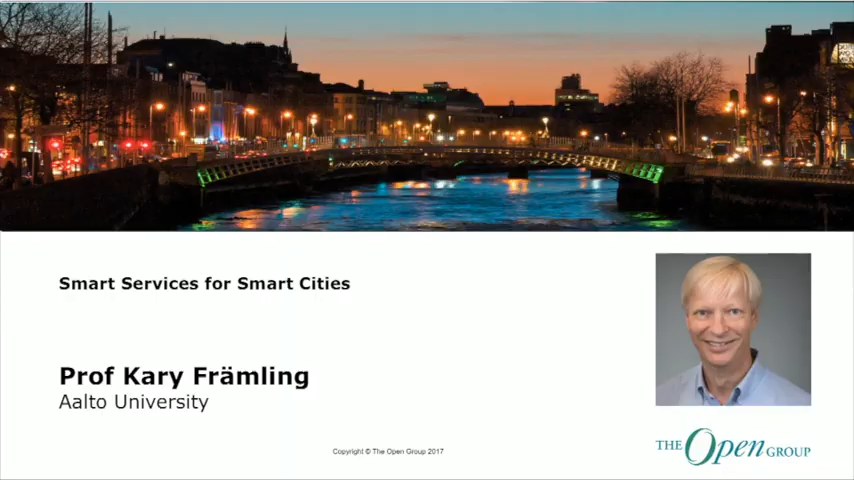 Smart Services for Smart Cities
Prof Kary Främling
Aalto University
Copyright © The Open Group 2017
THE Open GROUP